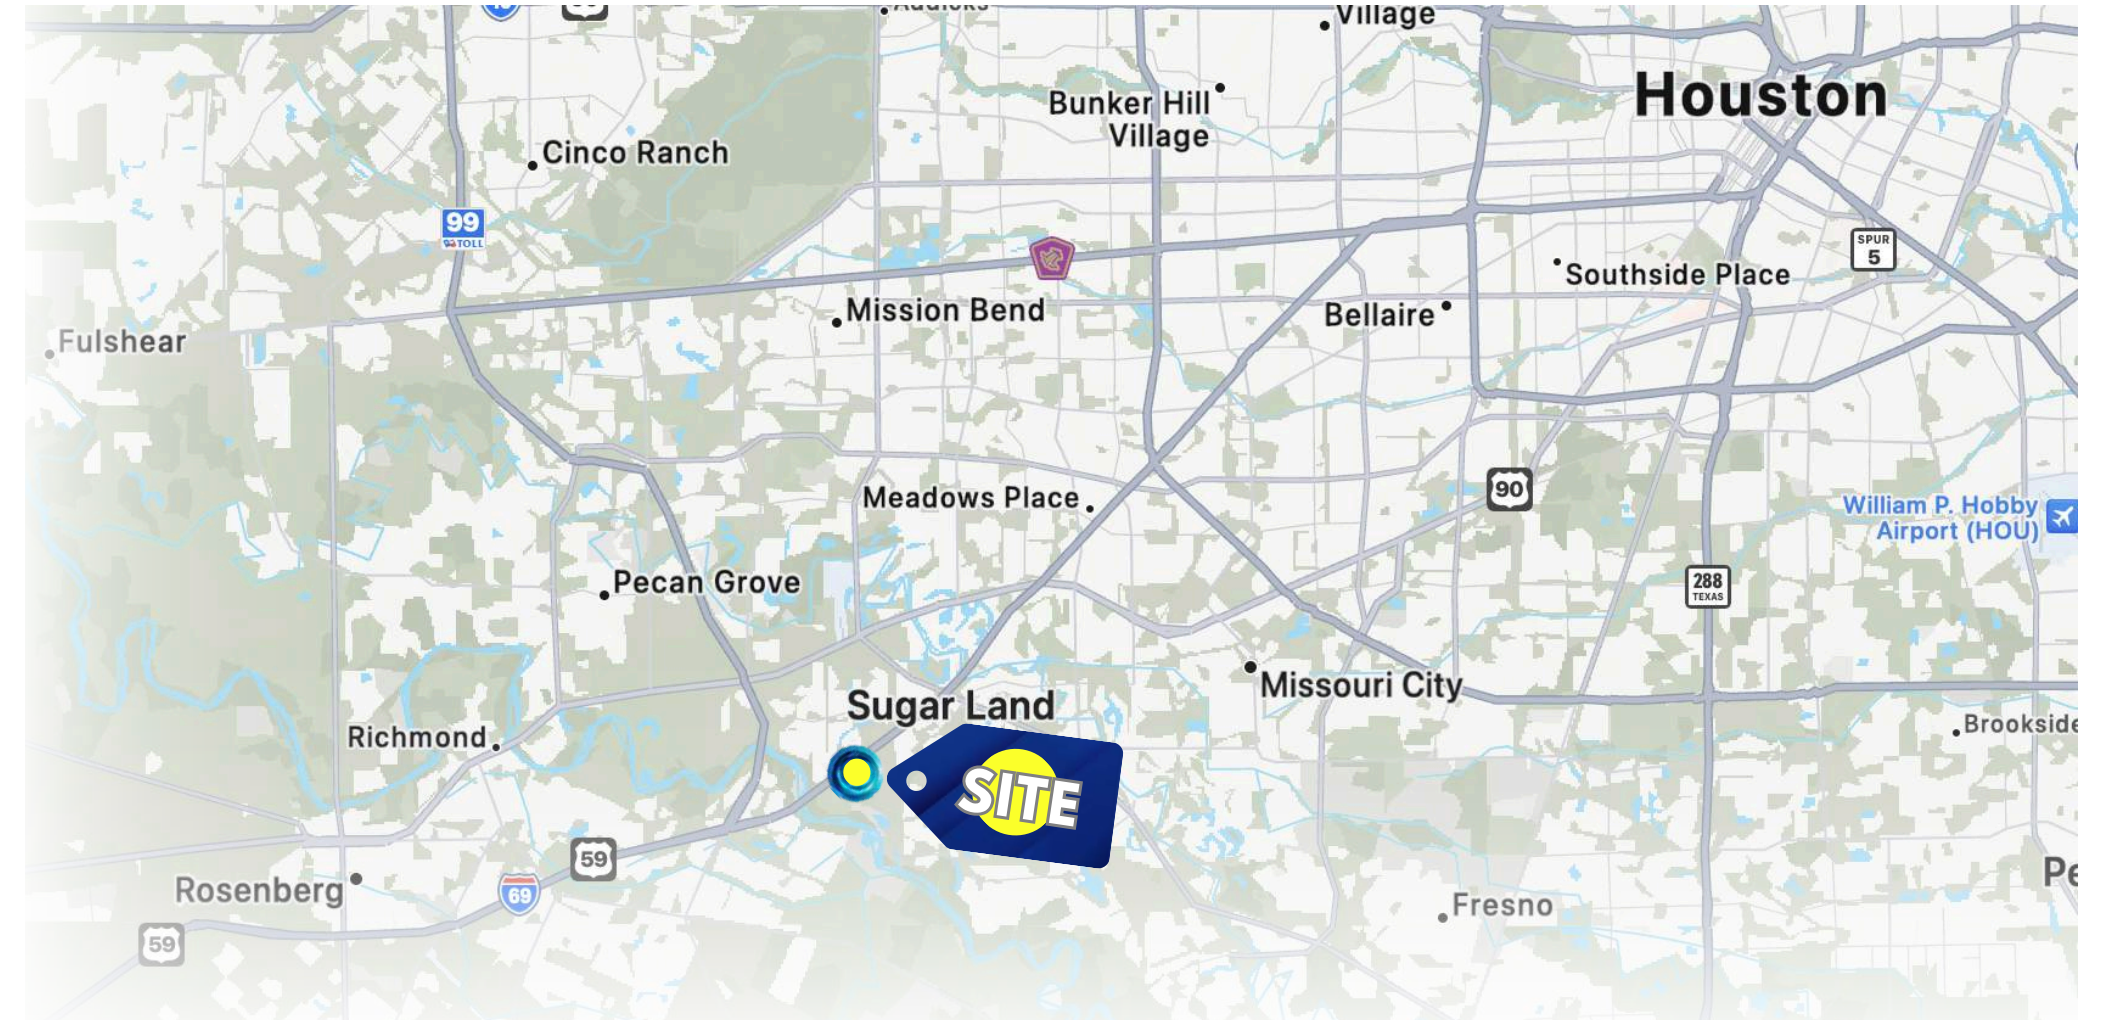 Village
Houston
Bunker Hill
Village
Cinco Ranch
99
TOLL
SPUR
5
Southside Place
Mission Bend
Bellaire
Fulshear
90
Meadows Place
William P. Hobby
Airport (HOU)
Pecan Grove
288
TEXAS
Missouri City
Sugar Land
Richmond
Brookside
SITE
59
Rosenberg
69
Fresno
59